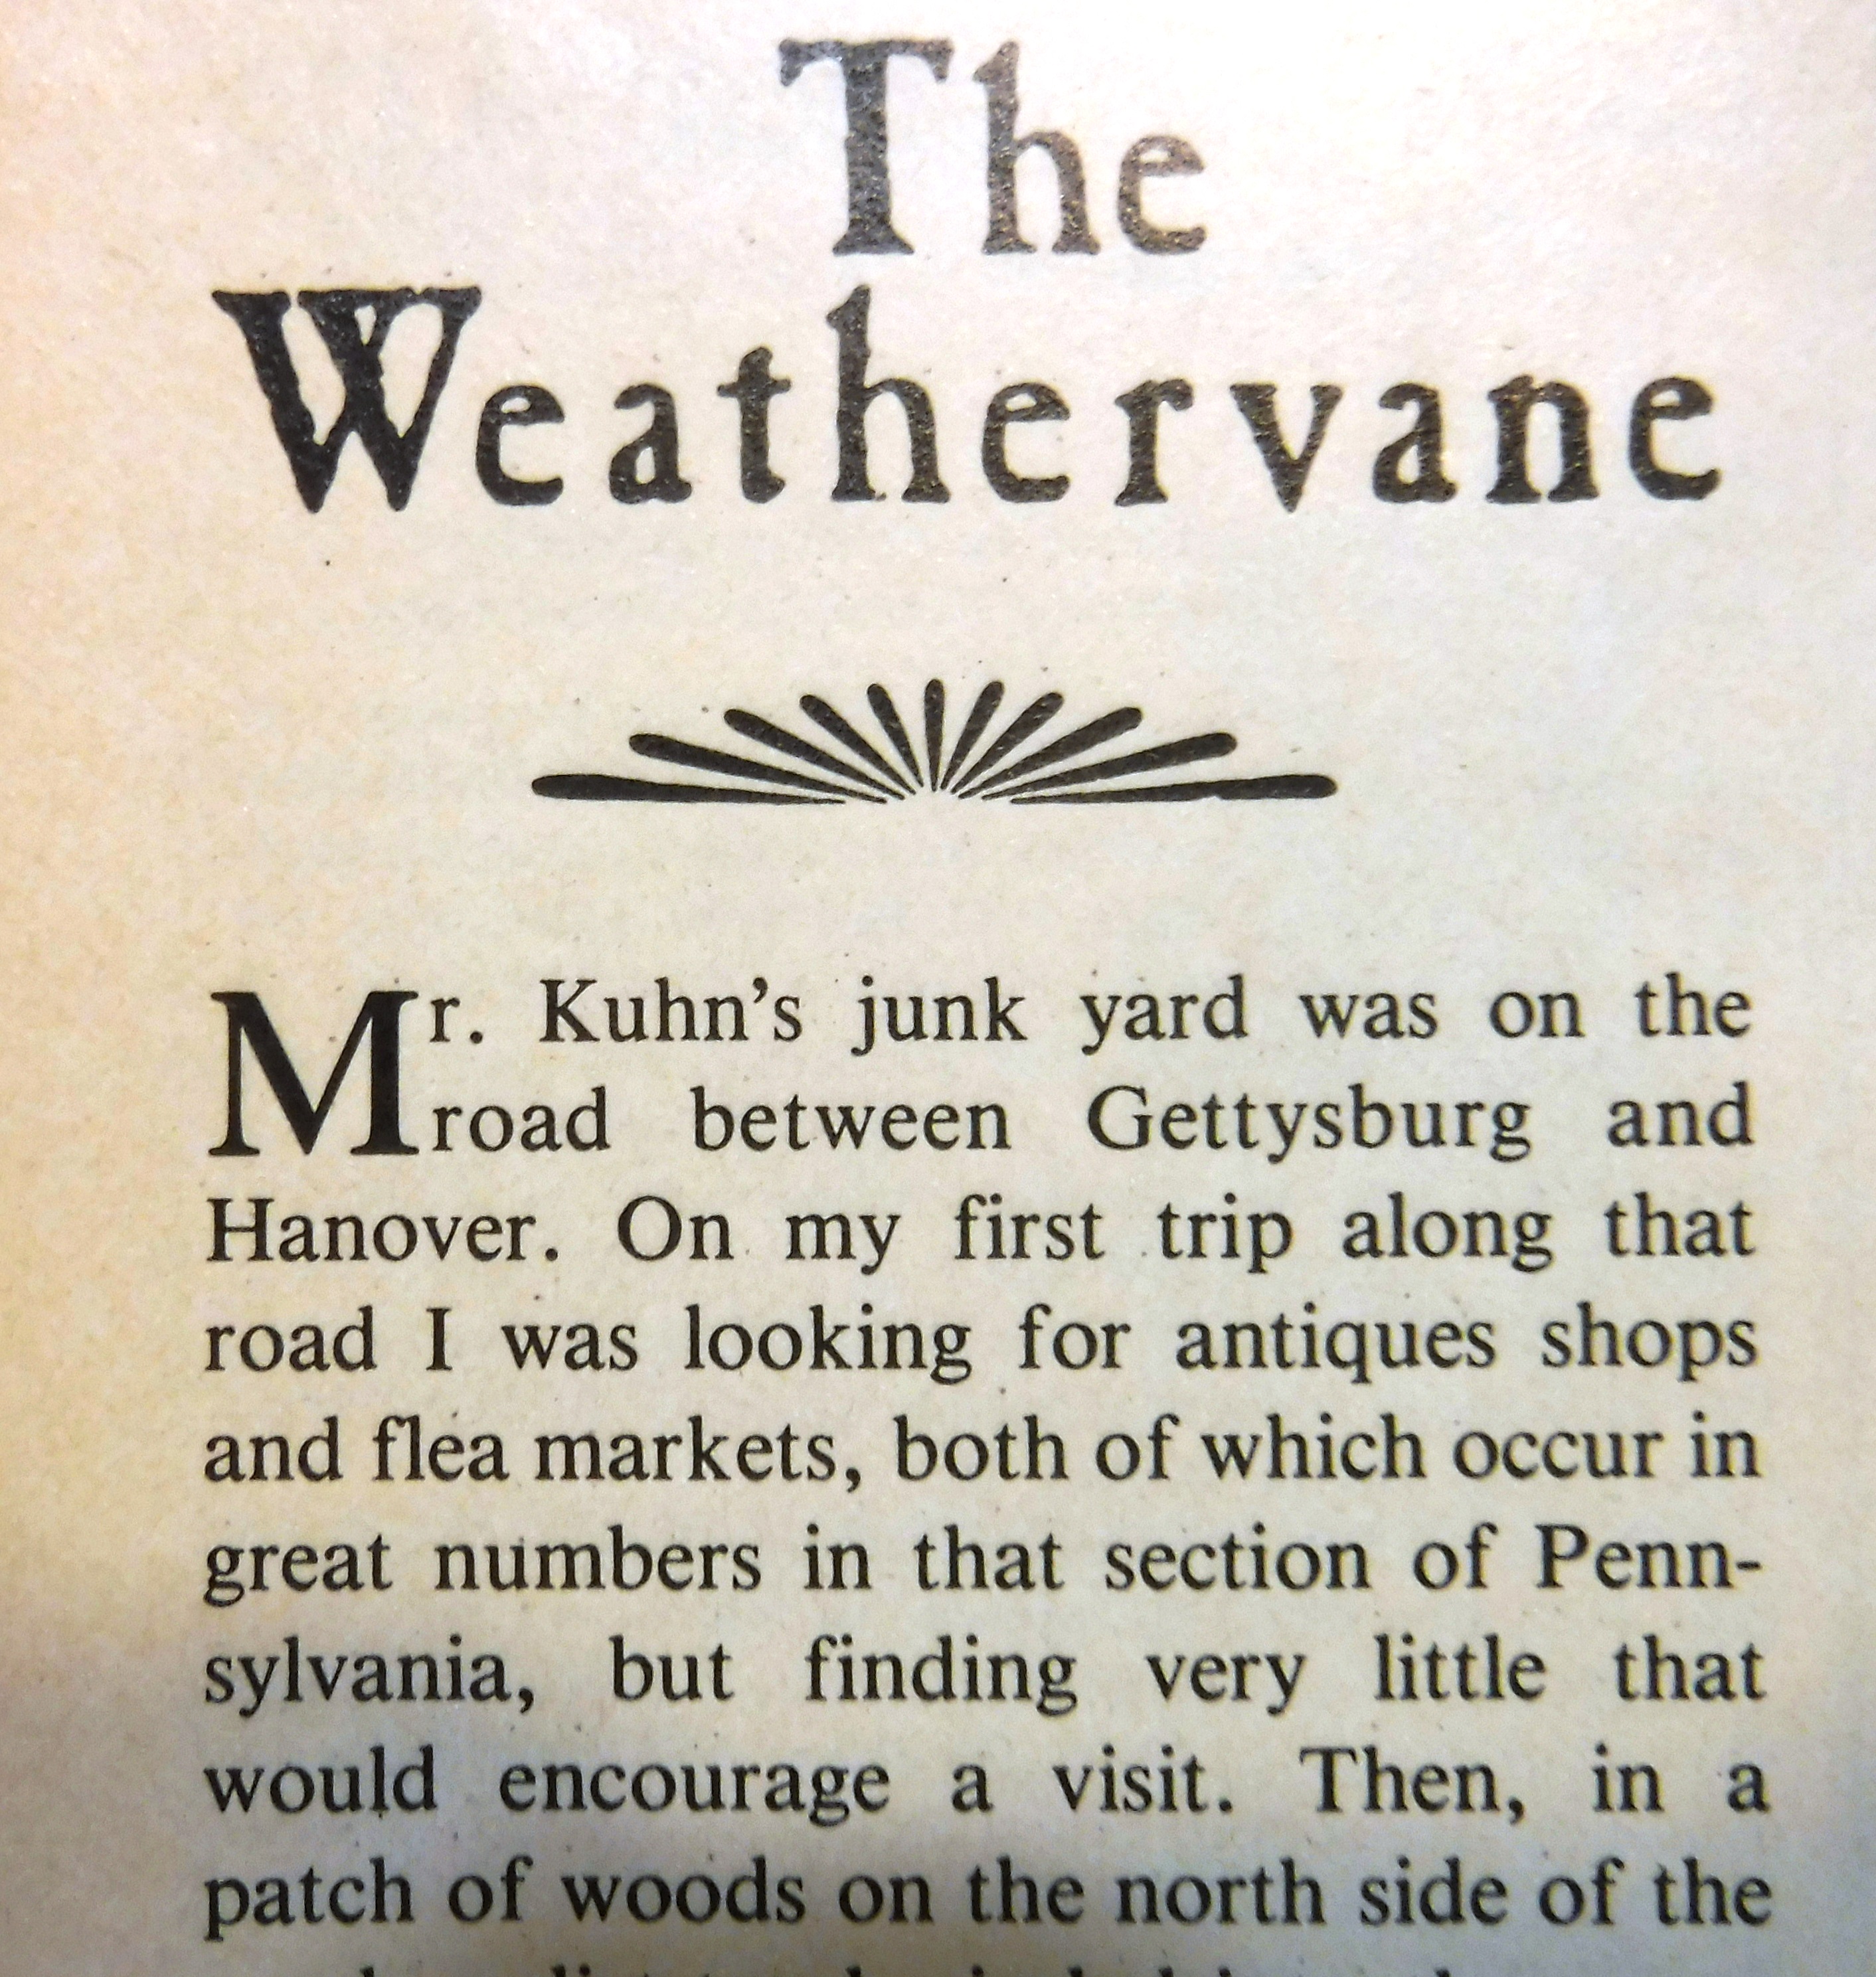 The
Weathervane
Mr. Kuhn’s junk yard was on the
road between Gettysburg and
Hanover. On my first trip along that
road I was looking for antiques shops
and flea markets, both of which occur in
great numbers in that section of Penn-
sylvania, but finding very little that
would encourage a visit. Then, in a
patch of woods on the north side of the